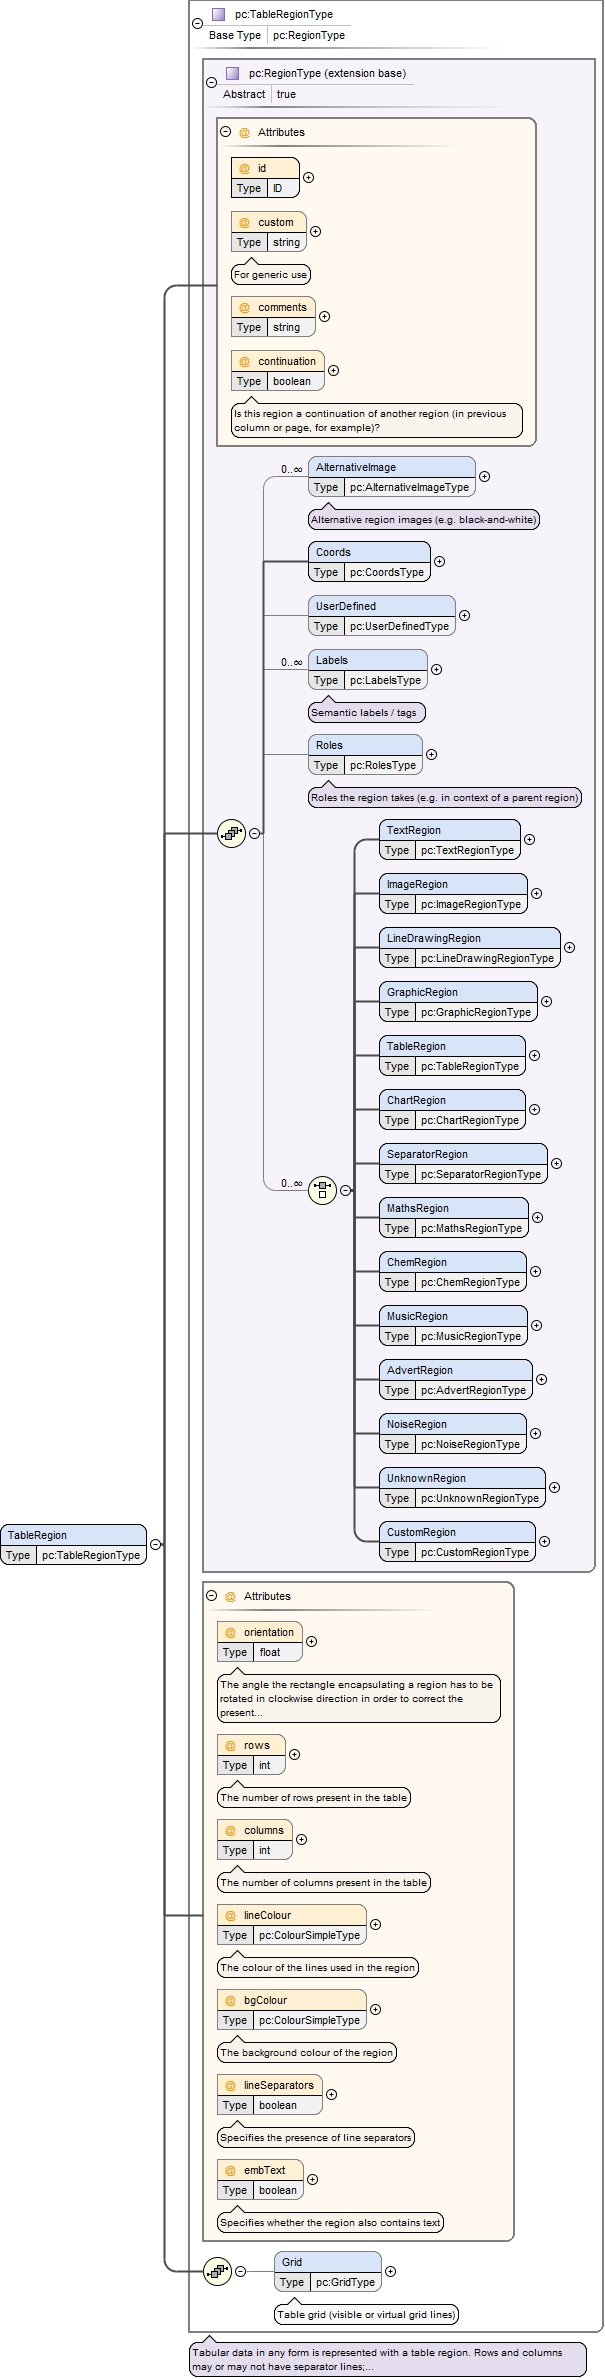 pc:TableRegionType
Base Type pc:RegionType
pc:RegionType (extension base)
Abstract true
@ Attributes
@ id
Type ID
@ custom
Type string
For generic use
@ comments
Type string
@ continuation
Type boolean
Is this region a continuation of another region (in previous
column or page, for example)?
0..∞
AlternativeImage
Type pc:AlternativeImageType
Alternative region images (e.g. black-and-white)
Coords
Type pc:CoordsType
UserDefined
Type pc:UserDefinedType
0..∞
Labels
Type pc:LabelsType
Semantic labels / tags
Roles
Type pc:RolesType
Roles the region takes (e.g. in context of a parent region)
TextRegion
Type pc:TextRegionType
ImageRegion
Type pc:ImageRegionType
LineDrawingRegion
Type pc:LineDrawingRegionType
GraphicRegion
Type pc:GraphicRegionType
TableRegion
Type pc:TableRegionType
ChartRegion
Type pc:ChartRegionType
SeparatorRegion
Type pc:SeparatorRegionType
0..∞
MathsRegion
Type pc:MathsRegionType
ChemRegion
Type pc:ChemRegionType
MusicRegion
Type pc:MusicRegionType
AdvertRegion
Type pc:AdvertRegionType
NoiseRegion
Type pc:NoiseRegionType
UnknownRegion
Type pc:UnknownRegionType
CustomRegion
Type pc:CustomRegionType
TableRegion
Type pc:TableRegionType
@ Attributes
@ orientation
Type float
The angle the rectangle encapsulating a region has to be
rotated in clockwise direction in order to correct the
present...
@ rows
Type int
The number of rows present in the table
@ columns
Type int
The number of columns present in the table
@ lineColour
Type pc:ColourSimpleType
The colour of the lines used in the region
@ bgColour
Type pc:ColourSimpleType
The background colour of the region
@ lineSeparators
Type boolean
Specifies the presence of line separators
@ embText
Type boolean
Specifies whether the region also contains text
Grid
Type pc:GridType
Table grid (visible or virtual grid lines)
Tabular data in any form is represented with a table region. Rows and columns
may or may not have separator lines;...